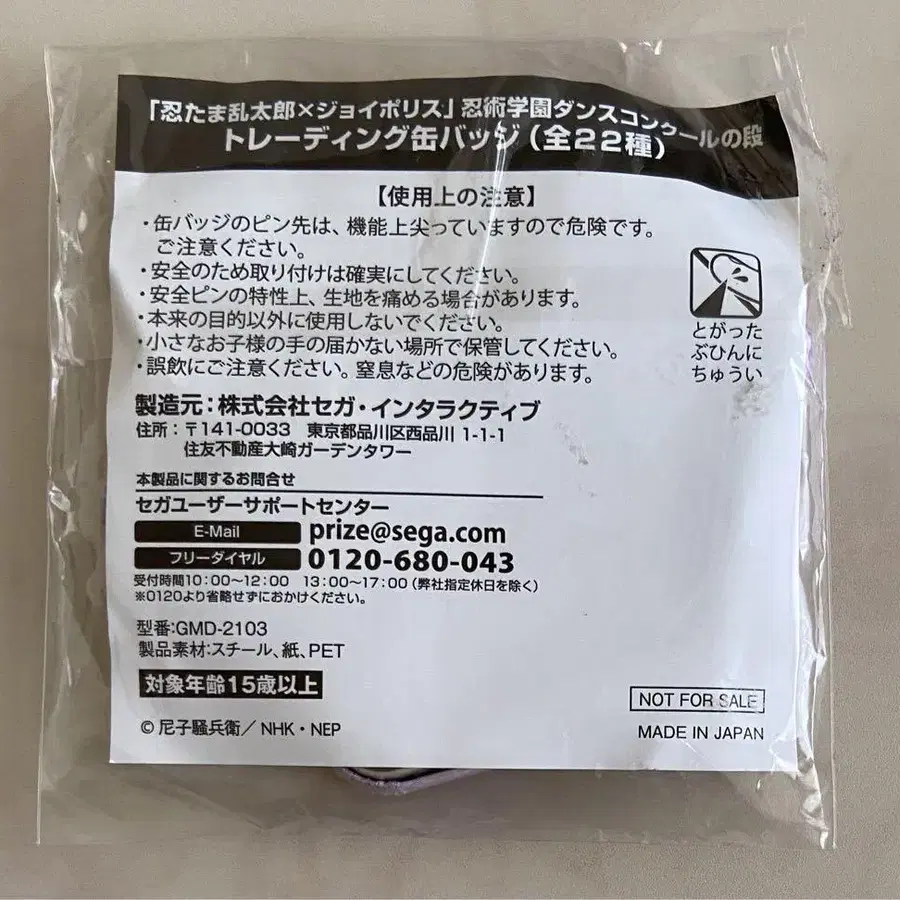 「忍たま乱太郎×ジョイポリス」忍術学園ダンスコンクールの段
トレーディング缶バッジ(全22種)
【使用上の注意】
・缶バッジのピン先は、機能上尖っていますので危険です。
ご注意ください。
・安全のため取り付けは確実にしてください。
・安全ピンの特性上、生地を痛める場合があります。
・本来の目的以外に使用しないでください。
・小さなお子様の手の届かない場所で保管してください。
・誤飲にご注意ください。窒息などの危険があります。
とがった
ぶひんに
ちゅうい
製造元:株式会社セガ・インタラクティブ
住所:〒141-0033 東京都品川区西品川 1-1-1
住友不動産大崎ガーデンタワー
本製品に関するお問合せ
セガユーザーサポートセンター
E-Mail prize@sega.com
フリーダイヤル 0120-680-043
受付時間10:00〜12:00 13:00〜17:00(弊社指定休日を除く)
※0120より省略せずにおかけください。
型番:GMD-2103
製品素材:スチール、紙、PET
対象年齢15歳以上
NOT FOR SALE
© 尼子騒兵衛/ NHK・NEP
MADE IN JAPAN